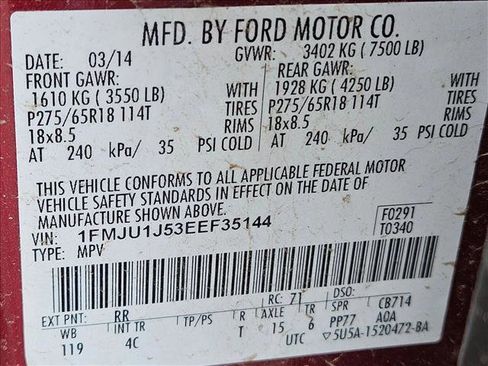 MFD. BY FORD MOTOR CO.
DATE: 03/14 GVWR: 3402 KG ( 7500 LB)
FRONT GAWR: REAR GAWR:
1610 KG ( 3550 LB) WITH 1928 KG ( 4250 LB) WITH
P275/65R18 114T TIRES P275/65R18 114T TIRES
18x8.5 RIMS 18x8.5 RIMS
AT 240 kPa/ 35 PSI COLD AT 240 kPa/ 35 PSI COLD
THIS VEHICLE CONFORMS TO ALL APPLICABLE FEDERAL MOTOR
VEHICLE SAFETY STANDARDS IN EFFECT ON THE DATE OF
MANUFACTURE SHOWN ABOVE.
VIN: 1FMJU1J53EEF35144 F0291
TYPE: MPV T0340
EXT PNT: RR RC: 71 CB714
WB INT TR TP/PS R AXLE TR SPR
119 4C T 15 6 PP77 A0A
UTC ▽5U5A-1520472-BA